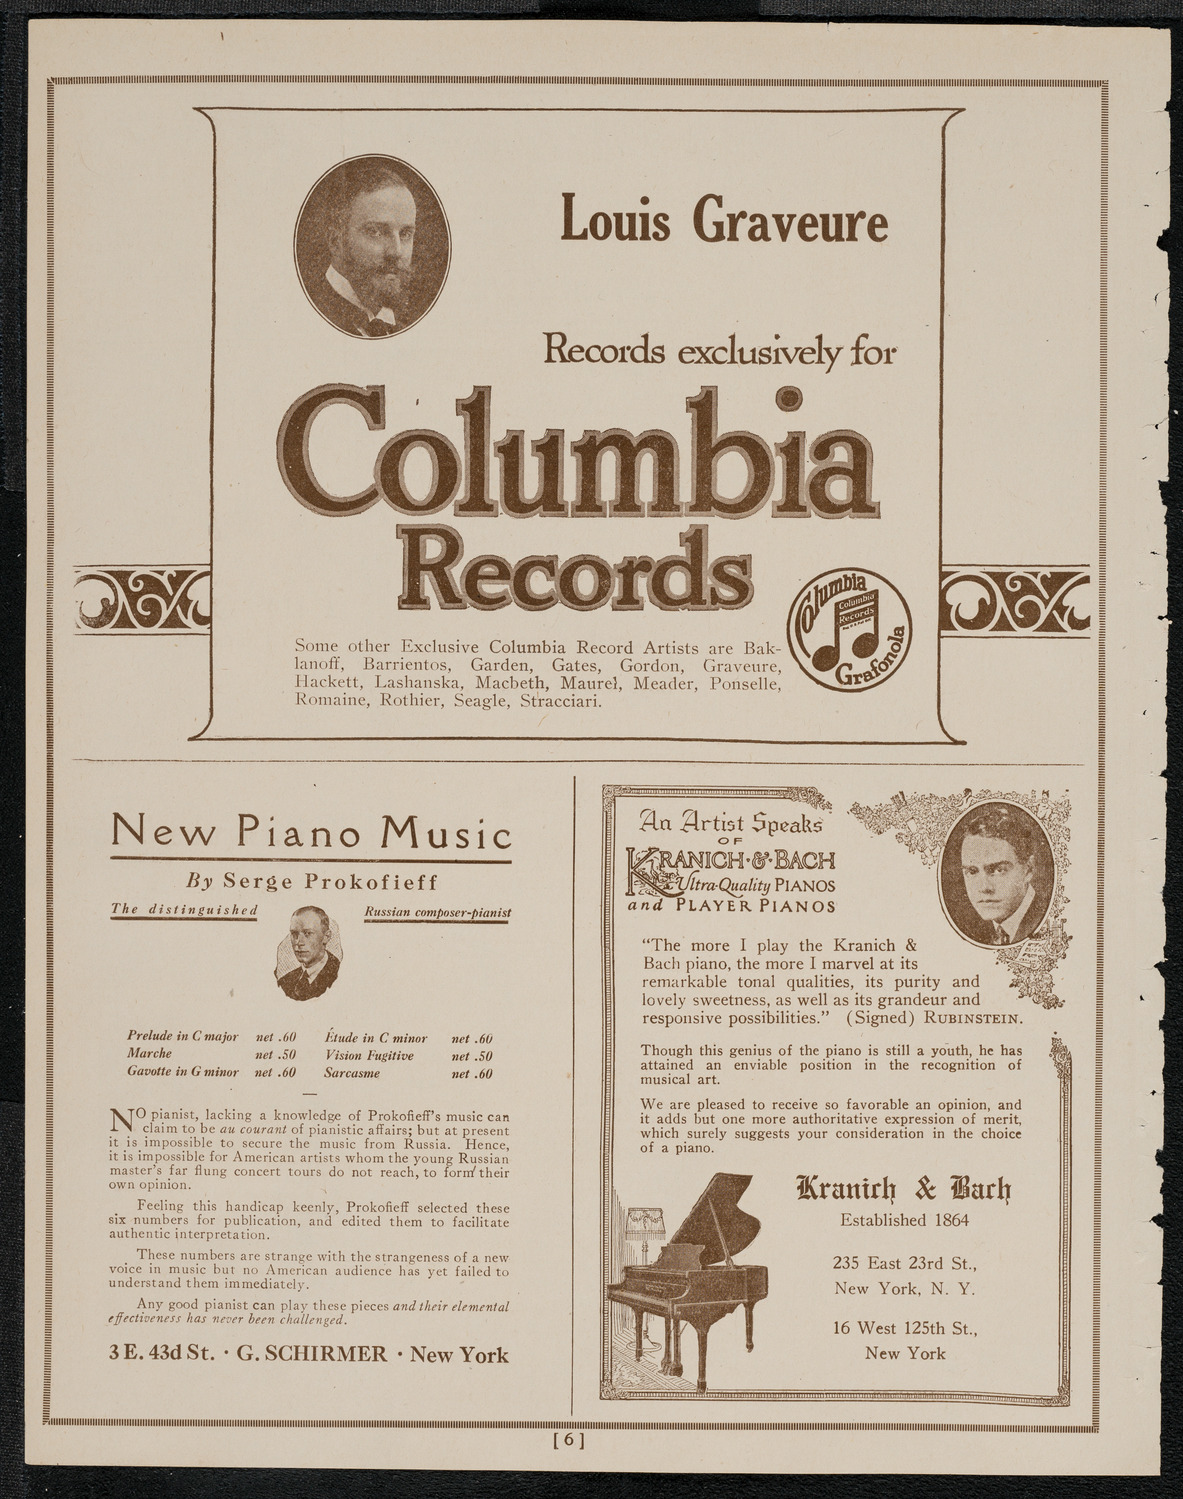 Louis Graveure
Records exclusively for
Columbia
Records
Columbia
Columbia
Records
Grafonola
Some other Exclusive Columbia Record Artists are Bak-
lanoff, Barrientos, Garden, Gates, Gordon, Graveure,
Hackett, Lashanska, Macbeth, Maurel, Meader, Ponselle,
Romaine, Rothier, Seagle, Stracciari.
New Piano Music
By Serge Prokofieff
The distinguished Russian composer-pianist
Prelude in C major net .60 Étude in C minor net .60
Marche net .50 Vision Fugitive net .50
Gavotte in G minor net .60 Sarcasme net .60
NO pianist, lacking a knowledge of Prokofieff's music can
claim to be au courant of pianistic affairs; but at present
it is impossible to secure the music from Russia. Hence,
it is impossible for American artists whom the young Russian
master's far flung concert tours do not reach, to form their
own opinion.
Feeling this handicap keenly, Prokofieff selected these
six numbers for publication, and edited them to facilitate
authentic interpretation.
These numbers are strange with the strangeness of a new
voice in music but no American audience has yet failed to
understand them immediately.
Any good pianist can play these pieces and their elemental
effectiveness has never been challenged.
3 E. 43d St. · G. SCHIRMER · New York
An Artist Speaks
OF
KRANICH·&·BACH
Ultra-Quality PIANOS
and PLAYER PIANOS
"The more I play the Kranich &
Bach piano, the more I marvel at its
remarkable tonal qualities, its purity and
lovely sweetness, as well as its grandeur and
responsive possibilities." (Signed) RUBINSTEIN.
Though this genius of the piano is still a youth, he has
attained an enviable position in the recognition of
musical art.
We are pleased to receive so favorable an opinion, and
it adds but one more authoritative expression of merit,
which surely suggests your consideration in the choice
of a piano.
Kranich & Bach
Established 1864
235 East 23rd St.,
New York, N. Y.
16 West 125th St.,
New York
[ 6 ]